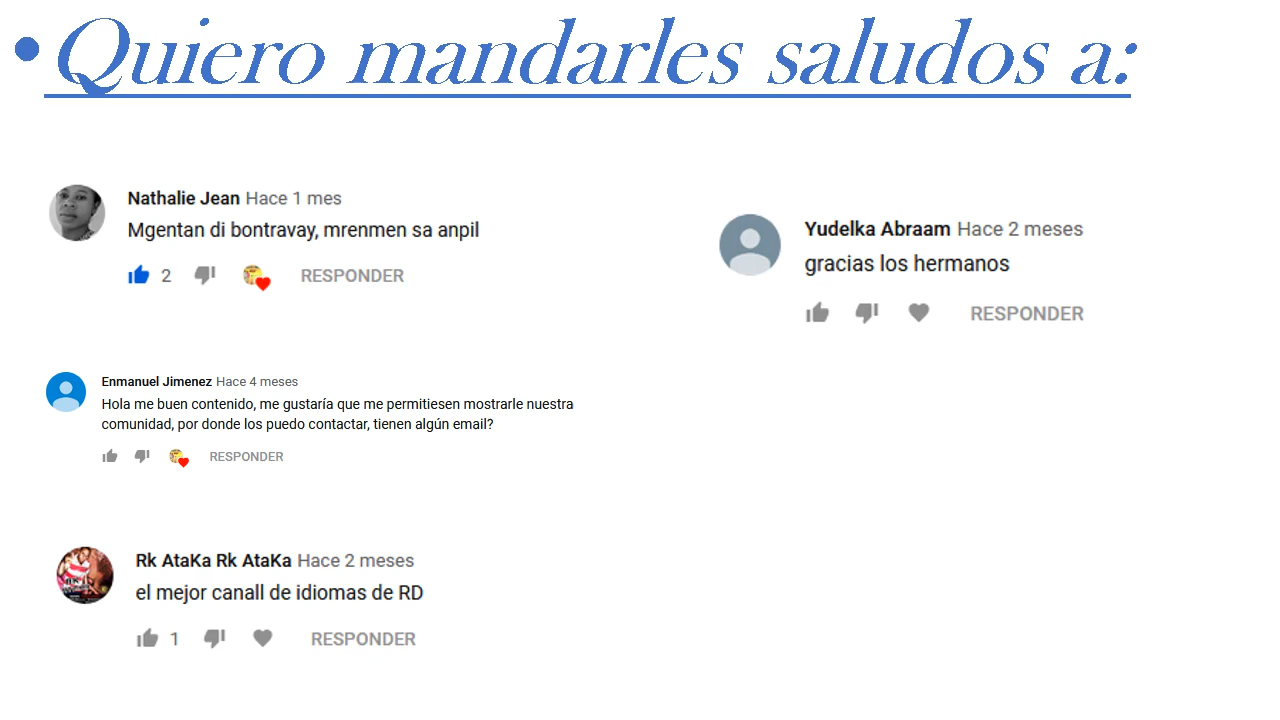 • Quiero mandarles saludos a:
Nathalie Jean Hace 1 mes
Mgentan di bontravay, mrenmen sa anpil
2 RESPONDER
Yudelka Abraam Hace 2 meses
gracias los hermanos
RESPONDER
Enmanuel Jimenez Hace 4 meses
Hola me buen contenido, me gustaría que me permitiesen mostrarle nuestra
comunidad, por donde los puedo contactar, tienen algún email?
RESPONDER
Rk AtaKa Rk AtaKa Hace 2 meses
el mejor canall de idiomas de RD
1 RESPONDER